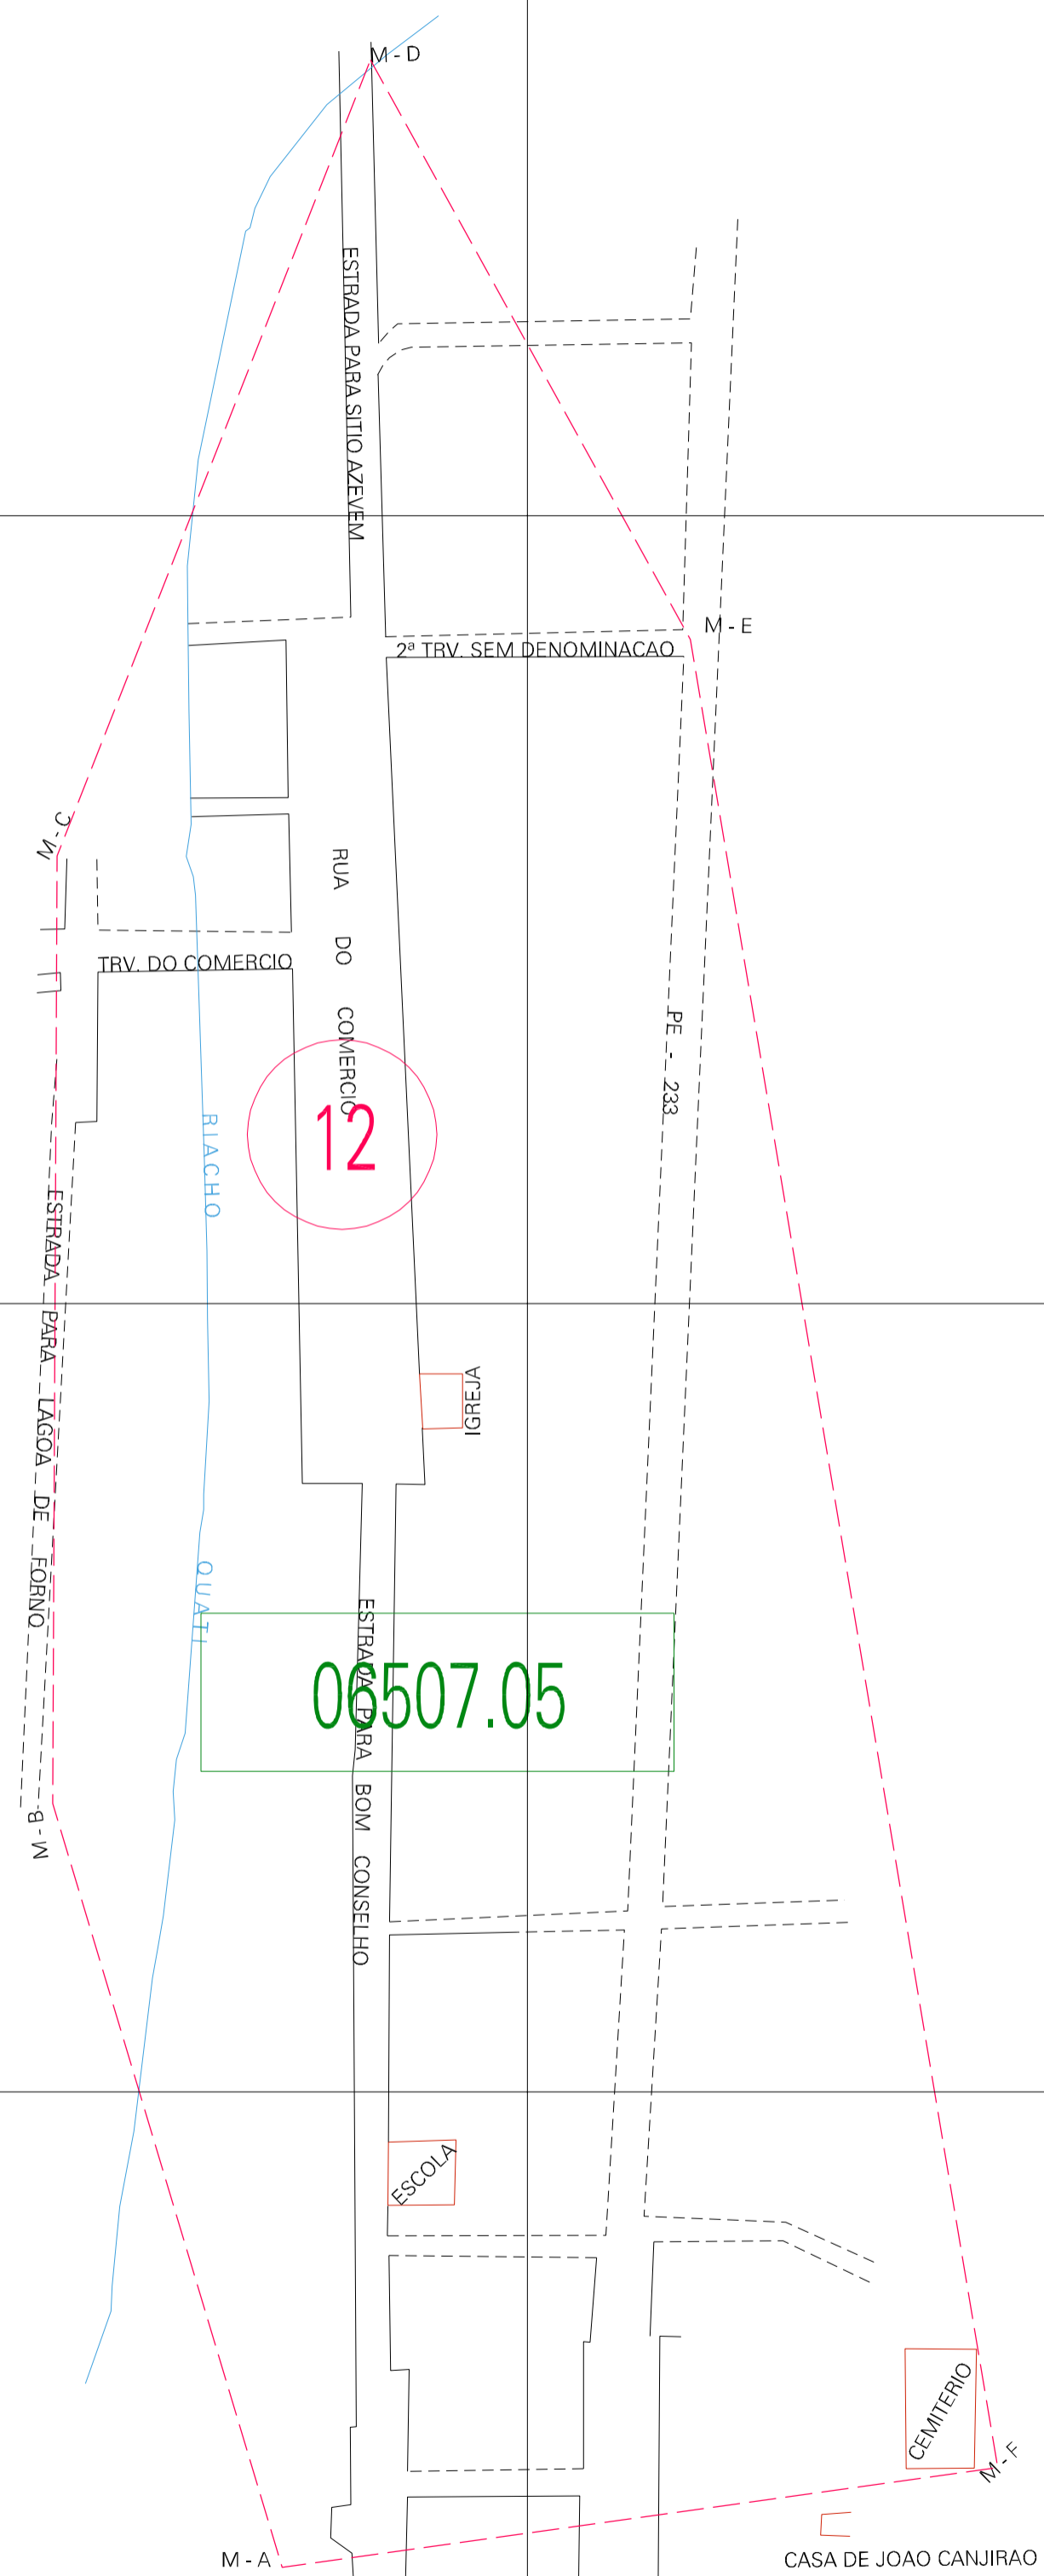 M - D
ESTRADA PARA SITIO AZEVEM
M - E
2ª TRV. SEM DENOMINACAO
M - C
RUA DO COMERCIO
TRV. DO COMERCIO
PE - 233
12
RIACHO QUATI
ESTRADA PARA LAGOA DE FORNO
IGREJA
06507.05
ESTRADA PARA BOM CONSELHO
M - B
ESCOLA
CEMITERIO
M - F
M - A
CASA DE JOAO CANJIRAO